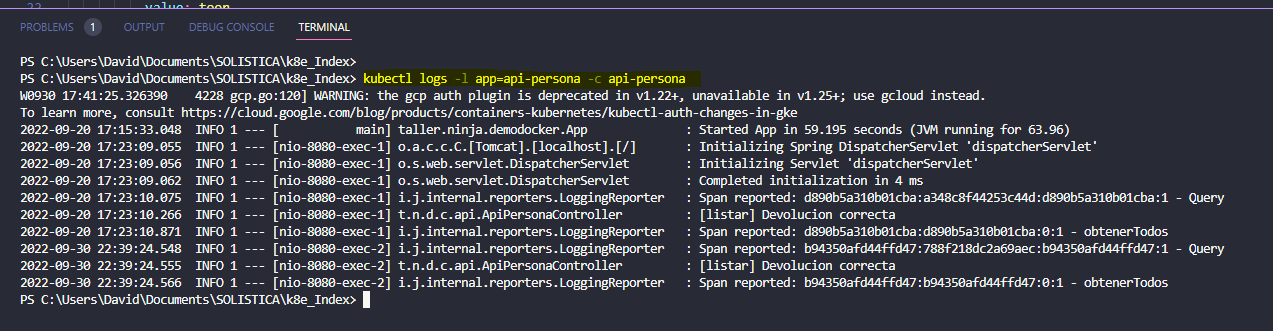 22 value: toon
PROBLEMS 1 OUTPUT DEBUG CONSOLE TERMINAL
PS C:\Users\David\Documents\SOLISTICA\k8e_Index>
PS C:\Users\David\Documents\SOLISTICA\k8e_Index> kubectl logs -l app=api-persona -c api-persona
W0930 17:41:25.326390    4228 gcp.go:120] WARNING: the gcp auth plugin is deprecated in v1.22+, unavailable in v1.25+; use gcloud instead.
To learn more, consult https://cloud.google.com/blog/products/containers-kubernetes/kubectl-auth-changes-in-gke
2022-09-20 17:15:33.048  INFO 1 --- [           main] taller.ninja.demodocker.App              : Started App in 59.195 seconds (JVM running for 63.96)
2022-09-20 17:23:09.055  INFO 1 --- [nio-8080-exec-1] o.a.c.c.C.[Tomcat].[localhost].[/]       : Initializing Spring DispatcherServlet 'dispatcherServlet'
2022-09-20 17:23:09.056  INFO 1 --- [nio-8080-exec-1] o.s.web.servlet.DispatcherServlet        : Initializing Servlet 'dispatcherServlet'
2022-09-20 17:23:09.062  INFO 1 --- [nio-8080-exec-1] o.s.web.servlet.DispatcherServlet        : Completed initialization in 4 ms
2022-09-20 17:23:10.075  INFO 1 --- [nio-8080-exec-1] i.j.internal.reporters.LoggingReporter   : Span reported: d890b5a310b01cba:a348c8f44253c44d:d890b5a310b01cba:1 - Query
2022-09-20 17:23:10.266  INFO 1 --- [nio-8080-exec-1] t.n.d.c.api.ApiPersonaController         : [listar] Devolucion correcta
2022-09-20 17:23:10.871  INFO 1 --- [nio-8080-exec-1] i.j.internal.reporters.LoggingReporter   : Span reported: d890b5a310b01cba:d890b5a310b01cba:0:1 - obtenerTodos
2022-09-30 22:39:24.548  INFO 1 --- [nio-8080-exec-2] i.j.internal.reporters.LoggingReporter   : Span reported: b94350afd44ffd47:788f218dc2a69aec:b94350afd44ffd47:1 - Query
2022-09-30 22:39:24.555  INFO 1 --- [nio-8080-exec-2] t.n.d.c.api.ApiPersonaController         : [listar] Devolucion correcta
2022-09-30 22:39:24.566  INFO 1 --- [nio-8080-exec-2] i.j.internal.reporters.LoggingReporter   : Span reported: b94350afd44ffd47:b94350afd44ffd47:0:1 - obtenerTodos
PS C:\Users\David\Documents\SOLISTICA\k8e_Index>